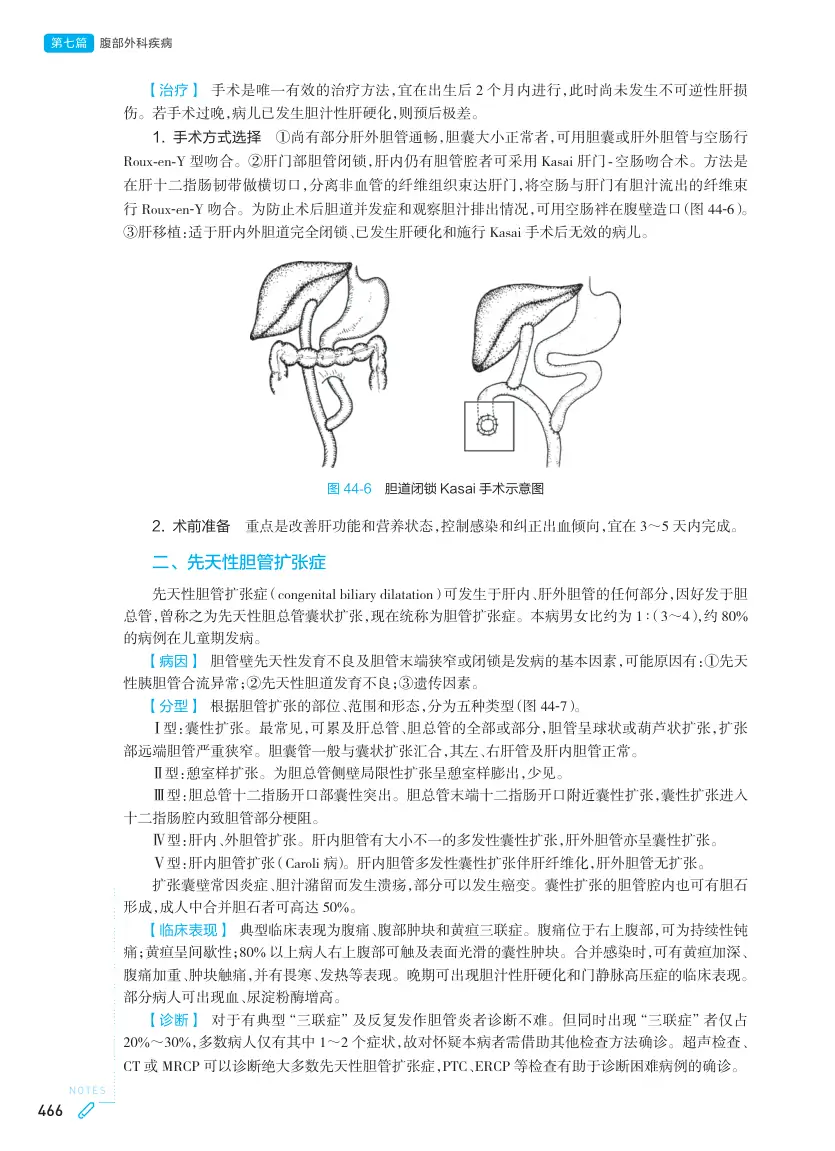 第七篇 腹部外科疾病
【治疗】 手术是唯一有效的治疗方法,宜在出生后 2 个月内进行,此时尚未发生不可逆性肝损
伤。若手术过晚,病儿已发生胆汁性肝硬化,则预后极差。
1. 手术方式选择 ①尚有部分肝外胆管通畅,胆囊大小正常者,可用胆囊或肝外胆管与空肠行
Roux-en-Y 型吻合。②肝门部胆管闭锁,肝内仍有胆管腔者可采用 Kasai 肝门-空肠吻合术。方法是
在肝十二指肠韧带做横切口,分离非血管的纤维组织束达肝门,将空肠与肝门有胆汁流出的纤维束
行 Roux-en-Y 吻合。为防止术后胆道并发症和观察胆汁排出情况,可用空肠袢在腹壁造口(图 44-6)。
③肝移植:适于肝内外胆道完全闭锁、已发生肝硬化和施行 Kasai 手术后无效的病儿。
图 44-6 胆道闭锁 Kasai 手术示意图
2. 术前准备 重点是改善肝功能和营养状态,控制感染和纠正出血倾向,宜在 3～5 天内完成。
二、先天性胆管扩张症
先天性胆管扩张症(congenital biliary dilatation)可发生于肝内、肝外胆管的任何部分,因好发于胆
总管,曾称之为先天性胆总管囊状扩张,现在统称为胆管扩张症。本病男女比约为 1∶(3～4),约 80%
的病例在儿童期发病。
【病因】 胆管壁先天性发育不良及胆管末端狭窄或闭锁是发病的基本因素,可能原因有:①先天
性胰胆管合流异常;②先天性胆道发育不良;③遗传因素。
【分型】 根据胆管扩张的部位、范围和形态,分为五种类型(图 44-7)。
Ⅰ型:囊性扩张。最常见,可累及肝总管、胆总管的全部或部分,胆管呈球状或葫芦状扩张,扩张
部远端胆管严重狭窄。胆囊管一般与囊状扩张汇合,其左、右肝管及肝内胆管正常。
Ⅱ型:憩室样扩张。为胆总管侧壁局限性扩张呈憩室样膨出,少见。
Ⅲ型:胆总管十二指肠开口部囊性突出。胆总管末端十二指肠开口附近囊性扩张,囊性扩张进入
十二指肠腔内致胆管部分梗阻。
Ⅳ型:肝内、外胆管扩张。肝内胆管有大小不一的多发性囊性扩张,肝外胆管亦呈囊性扩张。
Ⅴ型:肝内胆管扩张(Caroli 病)。肝内胆管多发性囊性扩张伴肝纤维化,肝外胆管无扩张。
扩张囊壁常因炎症、胆汁潴留而发生溃疡,部分可以发生癌变。囊性扩张的胆管腔内也可有胆石
形成,成人中合并胆石者可高达 50%。
【临床表现】 典型临床表现为腹痛、腹部肿块和黄疸三联症。腹痛位于右上腹部,可为持续性钝
痛;黄疸呈间歇性;80% 以上病人右上腹部可触及表面光滑的囊性肿块。合并感染时,可有黄疸加深、
腹痛加重、肿块触痛,并有畏寒、发热等表现。晚期可出现胆汁性肝硬化和门静脉高压症的临床表现。
部分病人可出现血、尿淀粉酶增高。
【诊断】 对于有典型“三联症”及反复发作胆管炎者诊断不难。但同时出现“三联症”者仅占
20%～30%,多数病人仅有其中 1～2 个症状,故对怀疑本病者需借助其他检查方法确诊。超声检查、
CT 或 MRCP 可以诊断绝大多数先天性胆管扩张症,PTC、ERCP 等检查有助于诊断困难病例的确诊。
NOTES
466